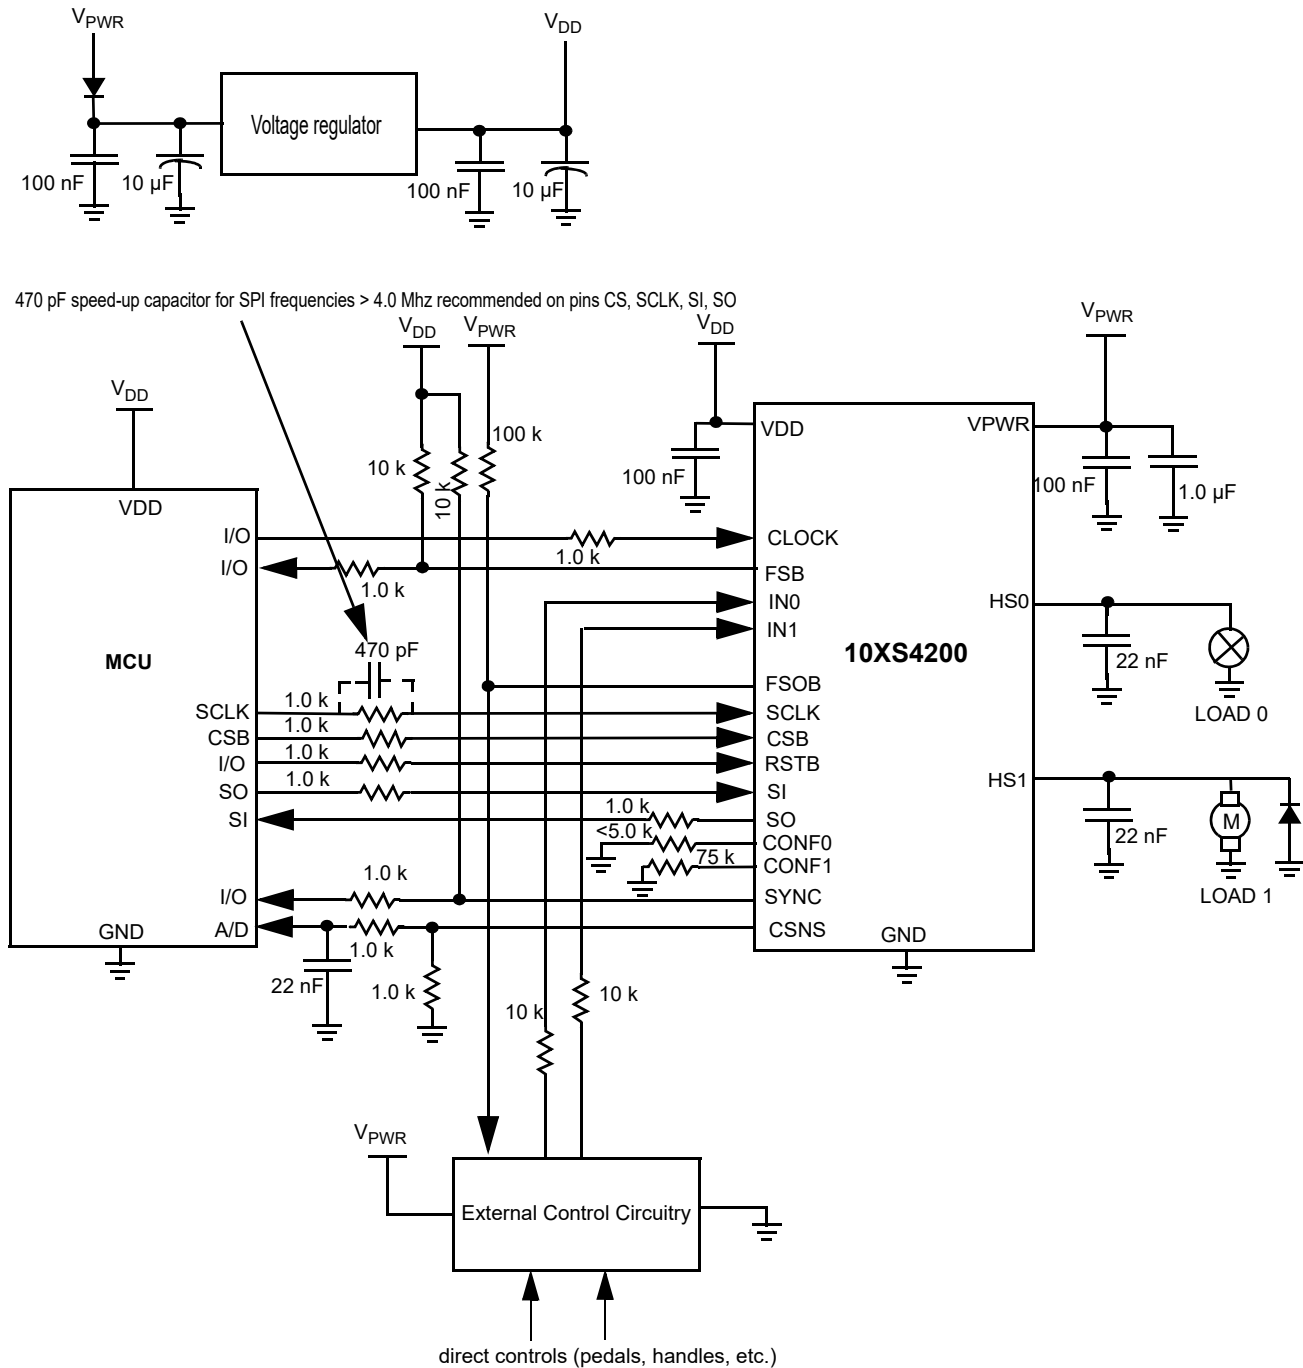 VPWR
VDD
Voltage regulator
100 nF
10 µF
100 nF
10 µF
470 pF speed-up capacitor for SPI frequencies > 4.0 Mhz recommended on pins CS, SCLK, SI, SO
VDD
VPWR
VDD
VPWR
VDD
100 k
10 k
10 k
VDD
VPWR
100 nF
100 nF
1.0 µF
VDD
I/O
1.0 k
CLOCK
I/O
1.0 k
FSB
IN0
HS0
IN1
MCU
470 pF
10XS4200
22 nF
FSOB
LOAD 0
SCLK
1.0 k
SCLK
CSB
1.0 k
CSB
I/O
1.0 k
RSTB
HS1
SO
1.0 k
SI
SI
1.0 k
SO
M
22 nF
<5.0 k
CONF0
75 k
CONF1
1.0 k
I/O
SYNC
LOAD 1
GND
A/D
CSNS
GND
1.0 k
22 nF
1.0 k
10 k
10 k
VPWR
External Control Circuitry
direct controls (pedals, handles, etc.)